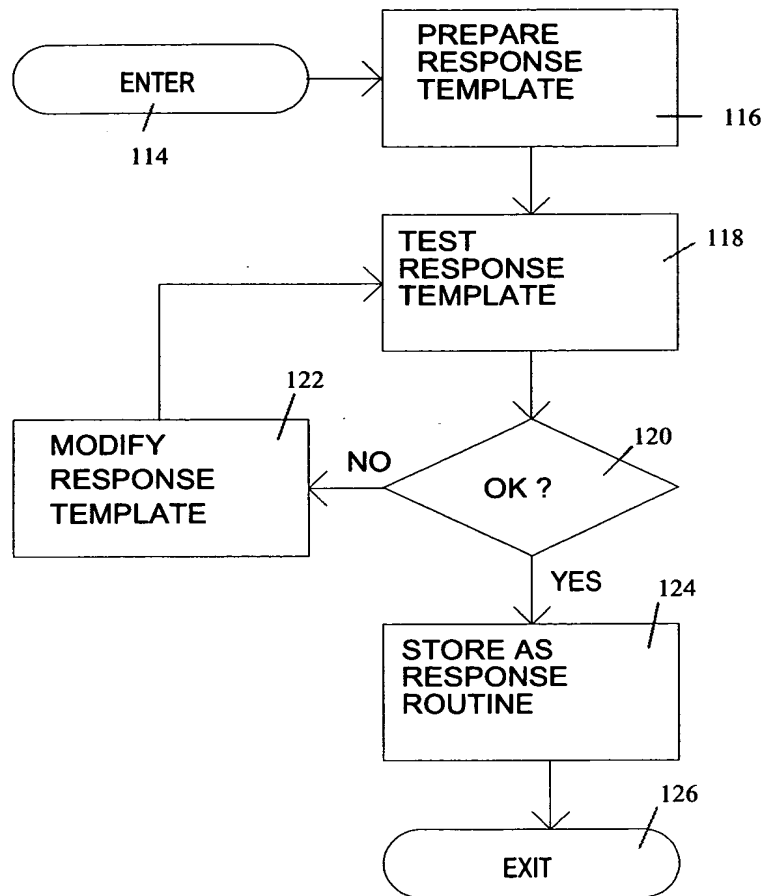 ENTER
114
PREPARE
RESPONSE
TEMPLATE
116
TEST
RESPONSE
TEMPLATE
118
122
MODIFY
RESPONSE
TEMPLATE
NO
OK ?
120
YES
124
STORE AS
RESPONSE
ROUTINE
126
EXIT